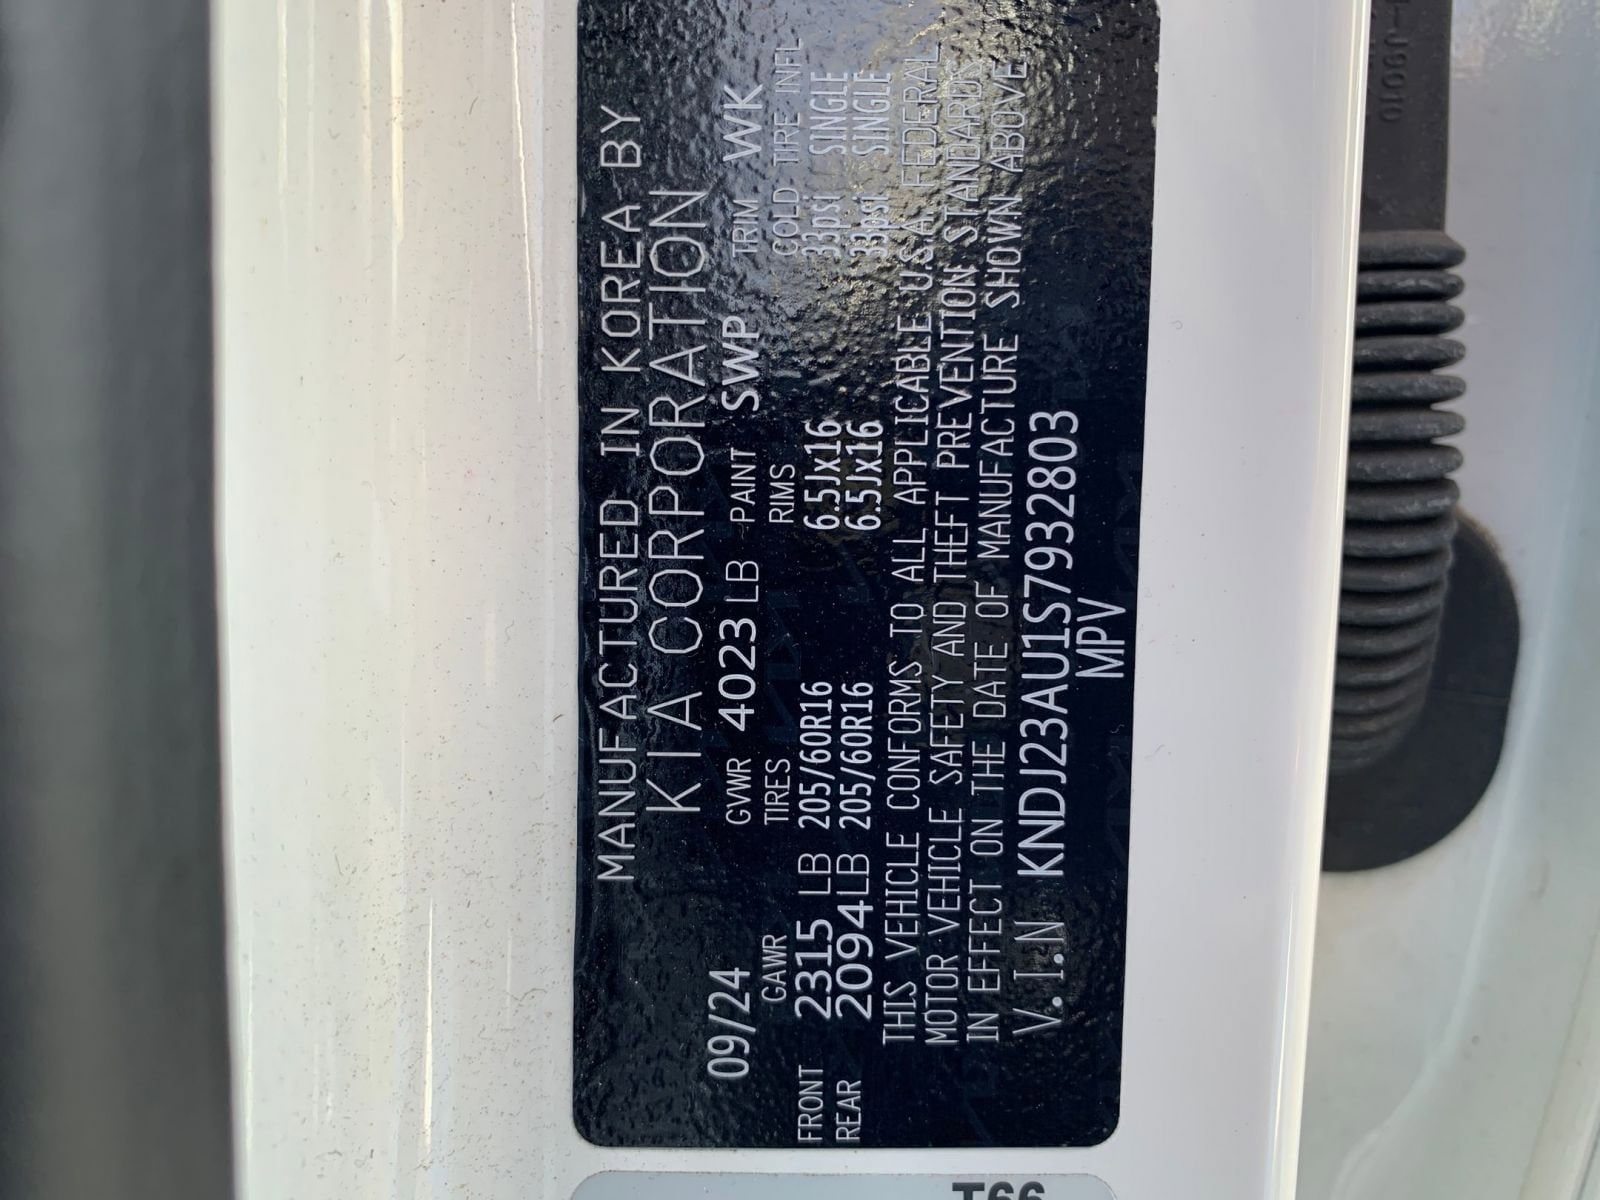 MANUFACTURED IN KOREA BY
KIA CORPORATION
09/24 GVWR 4023 LB PAINT SWP TRIM WK
GAWR TIRES RIMS COLD TIRE INFL
FRONT 2315 LB 205/60R16 6.5Jx16 33psi SINGLE
REAR 2094LB 205/60R16 6.5Jx16 33psi SINGLE
THIS VEHICLE CONFORMS TO ALL APPLICABLE U.S.A. FEDERAL
MOTOR VEHICLE SAFETY AND THEFT PREVENTION STANDARDS
IN EFFECT ON THE DATE OF MANUFACTURE SHOWN ABOVE
V.I.N KNDJ23AU1S7932803
MPV
T66